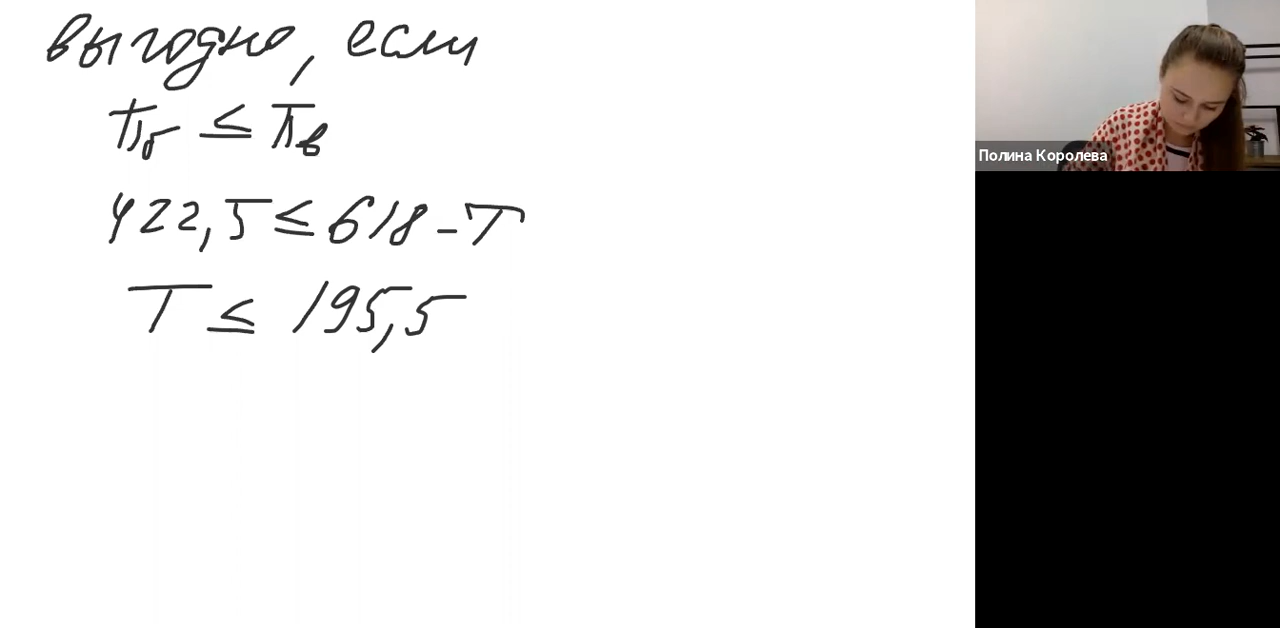 выгодно, если
πб ≤ πв
422,5 ≤ 618 - T
T ≤ 195,5
Полина Королева